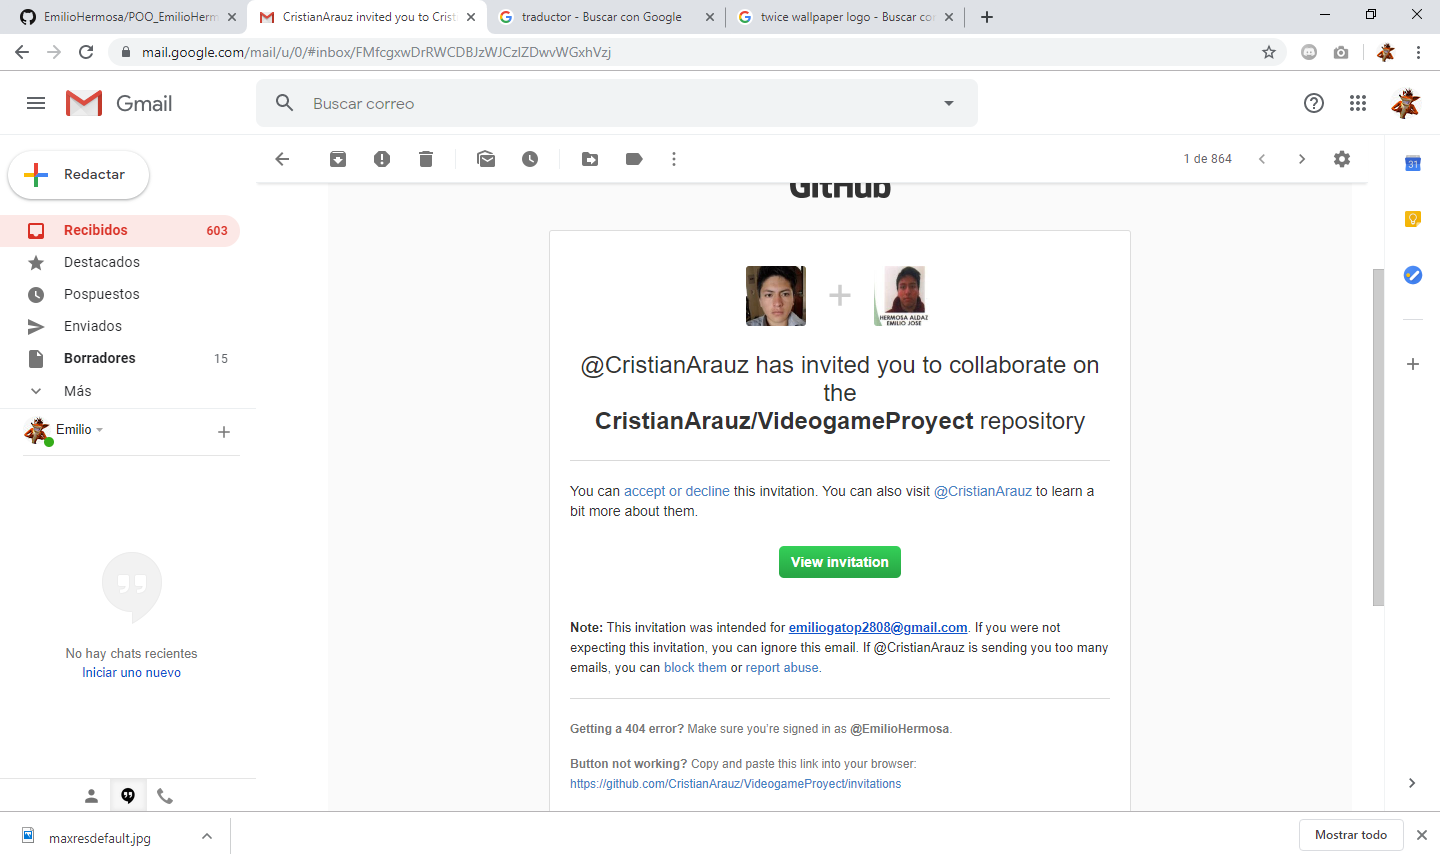 EmilioHermosa/POO_EmilioHerm
CristianArauz invited you to Crist
traductor - Buscar con Google
twice wallpaper logo - Buscar co
mail.google.com/mail/u/0/#inbox/FMfcgxwDrRWCDBJzWJCzlZDwvWGxhVzj
Gmail
Buscar correo
Redactar
1 de 864
31
Recibidos 603
Destacados
Pospuestos
Enviados
Borradores 15
Más
Emilio
No hay chats recientes
Iniciar uno nuevo
GitHub
HERMOSA ALDAZ
EMILIO JOSE
@CristianArauz has invited you to collaborate on
the
CristianArauz/VideogameProyect repository
You can accept or decline this invitation. You can also visit @CristianArauz to learn a
bit more about them.
View invitation
Note: This invitation was intended for emiliogatop2808@gmail.com. If you were not
expecting this invitation, you can ignore this email. If @CristianArauz is sending you too many
emails, you can block them or report abuse.
Getting a 404 error? Make sure you're signed in as @EmilioHermosa.
Button not working? Copy and paste this link into your browser:
https://github.com/CristianArauz/VideogameProyect/invitations
maxresdefault.jpg
Mostrar todo